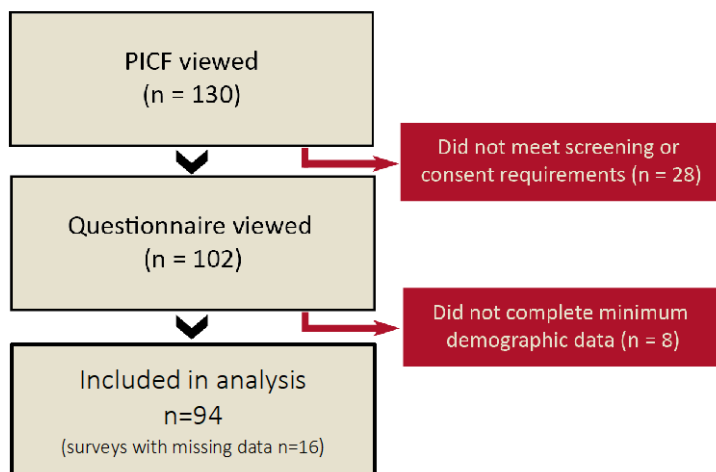 PICF viewed
(n = 130)
Did not meet screening or
consent requirements (n = 28)
Questionnaire viewed
(n = 102)
Did not complete minimum
demographic data (n = 8)
Included in analysis
n=94
(surveys with missing data n=16)